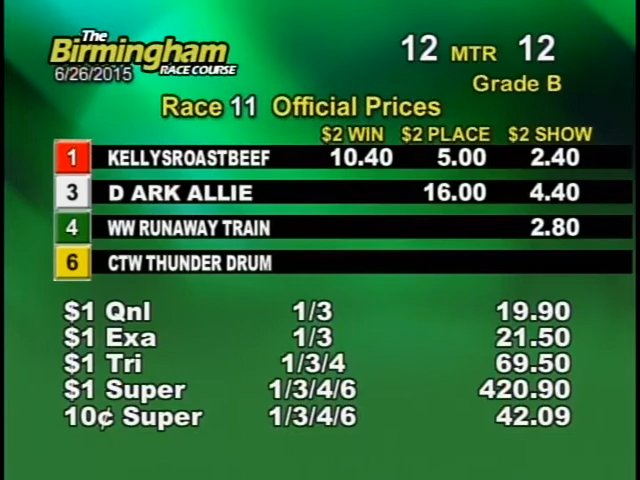 The
Birmingham
RACE COURSE
6/26/2015
12 MTR 12
Grade B
Race 11 Official Prices
$2 WIN $2 PLACE $2 SHOW
1 KELLYSROASTBEEF 10.40 5.00 2.40
3 D ARK ALLIE 16.00 4.40
4 WW RUNAWAY TRAIN 2.80
6 CTW THUNDER DRUM
$1 Qnl 1/3 19.90
$1 Exa 1/3 21.50
$1 Tri 1/3/4 69.50
$1 Super 1/3/4/6 420.90
10¢ Super 1/3/4/6 42.09